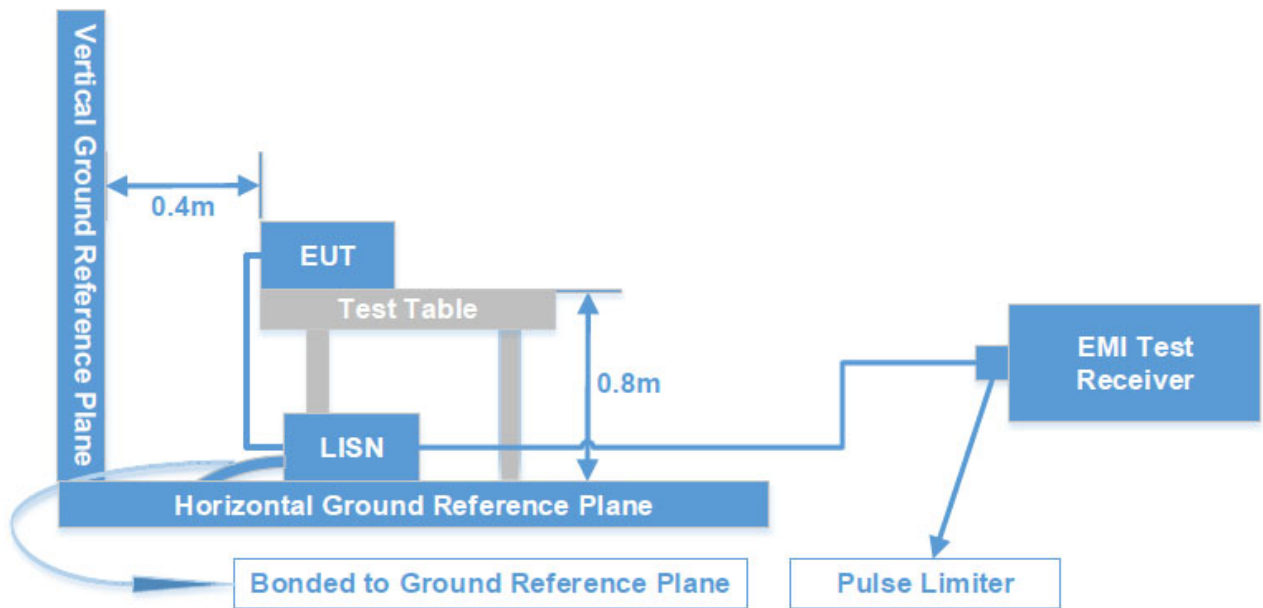 Vertical Ground Reference Plane
0.4m
EUT
Test Table
0.8m
EMI Test
Receiver
LISN
Horizontal Ground Reference Plane
Bonded to Ground Reference Plane
Pulse Limiter